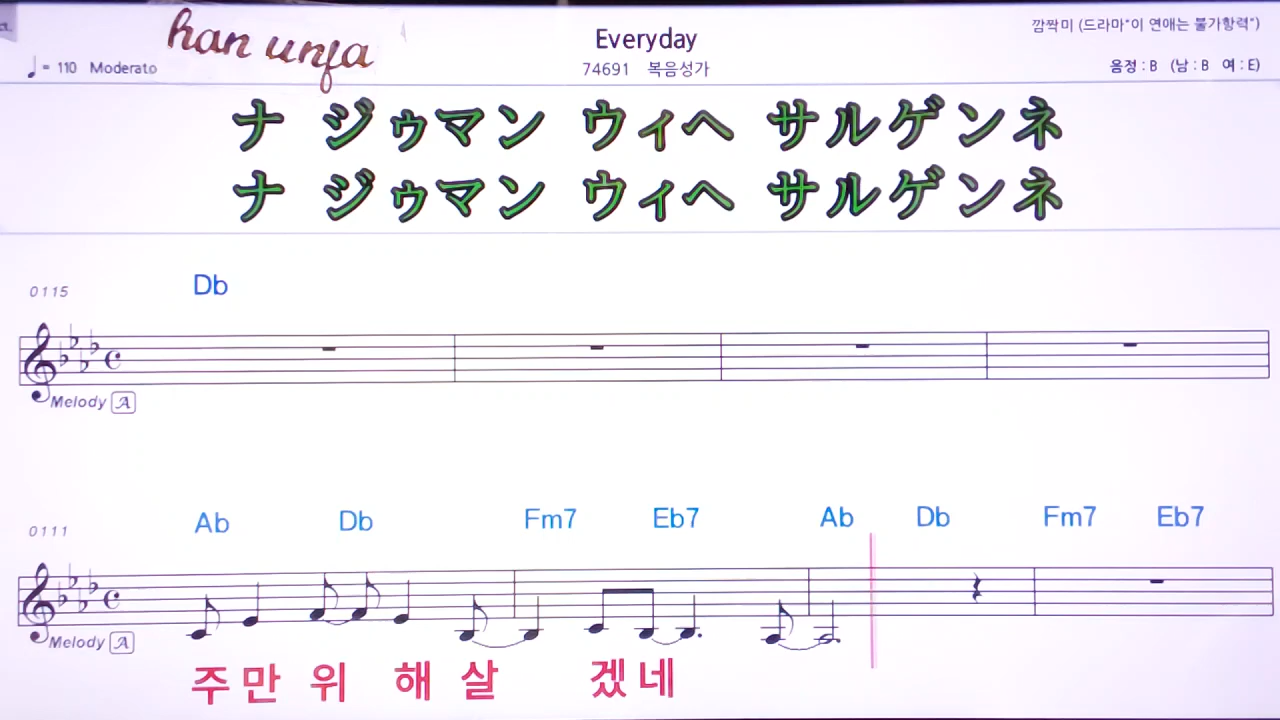 han unja
Everyday
깜짝미 (드라마"이 연애는 불가항력")
♩= 110 Moderato
74691 복음성가
음정 : B (남 : B 여 : E)
ナ ジゥマン ウィヘ サルゲンネ
ナ ジゥマン ウィヘ サルゲンネ
0115
Db
Melody A
0111
Ab Db Fm7 Eb7 Ab Db Fm7 Eb7
Melody A
주만 위 해 살 겠네